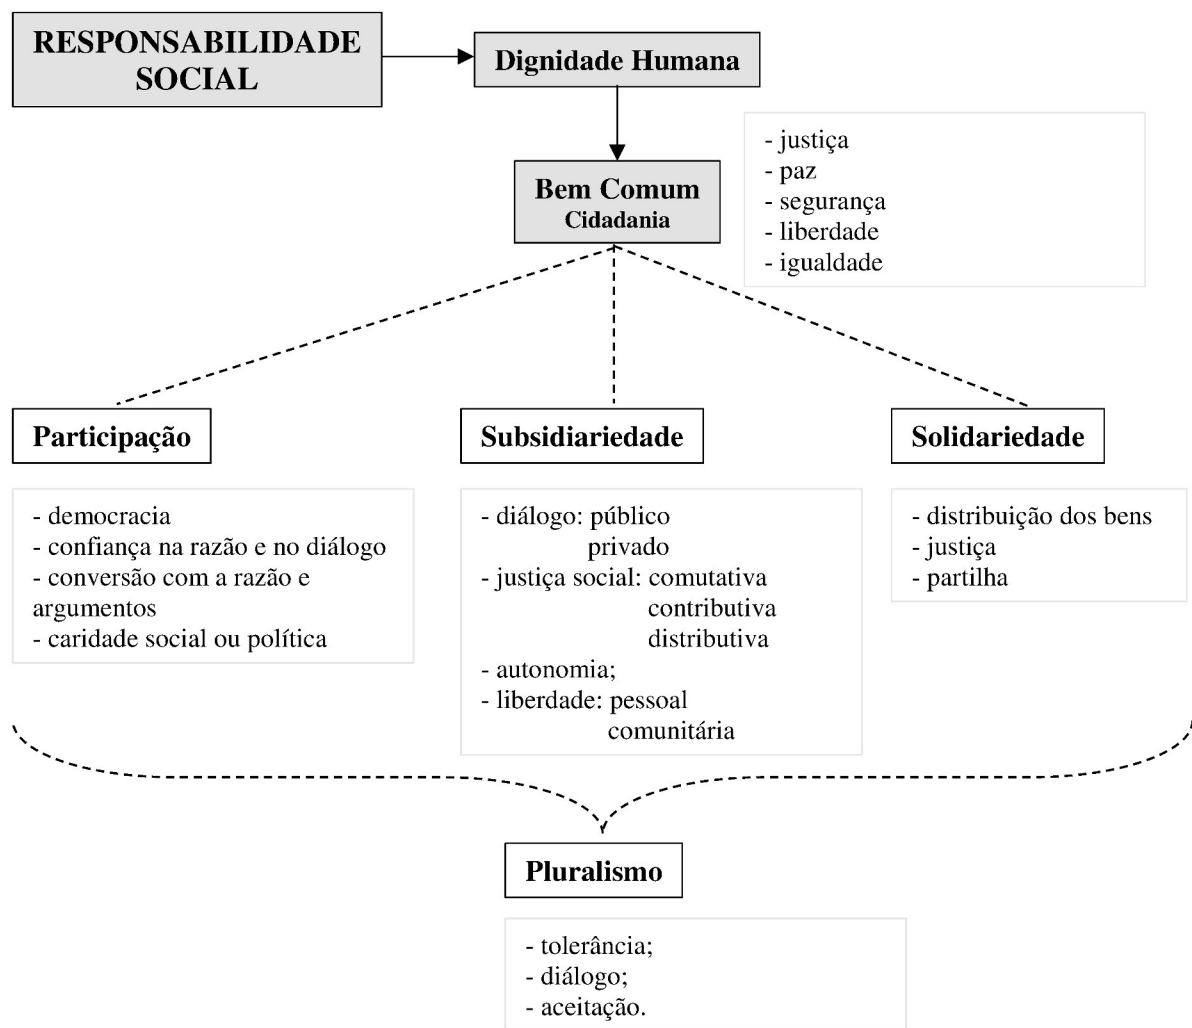 RESPONSABILIDADE
SOCIAL
Dignidade Humana
Bem Comum
Cidadania
- justiça
- paz
- segurança
- liberdade
- igualdade
Participação
- democracia
- confiança na razão e no diálogo
- conversão com a razão e
argumentos
- caridade social ou política
Subsidiariedade
- diálogo: público
privado
- justiça social: comutativa
contributiva
distributiva
- autonomia;
- liberdade: pessoal
comunitária
Solidariedade
- distribuição dos bens
- justiça
- partilha
Pluralismo
- tolerância;
- diálogo;
- aceitação.